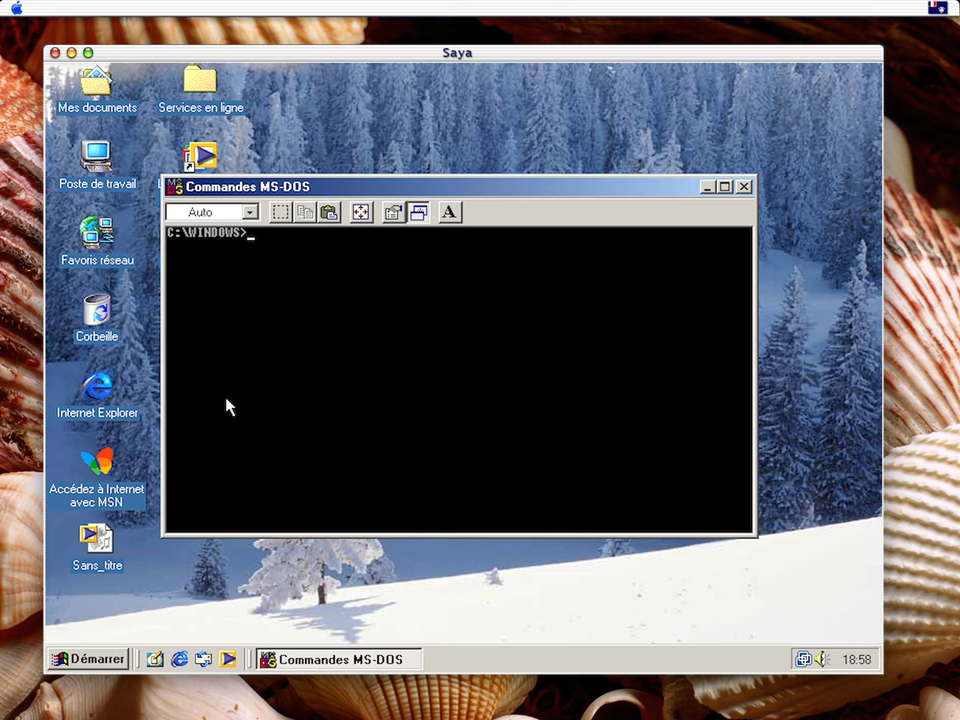 Saya
Mes documents
Services en ligne
Poste de travail
Commandes MS-DOS
Auto
A
C:\WINDOWS>_
Favoris réseau
Corbeille
Internet Explorer
Accédez à Internet
avec MSN
Sans_titre
Démarrer
Commandes MS-DOS
18:58